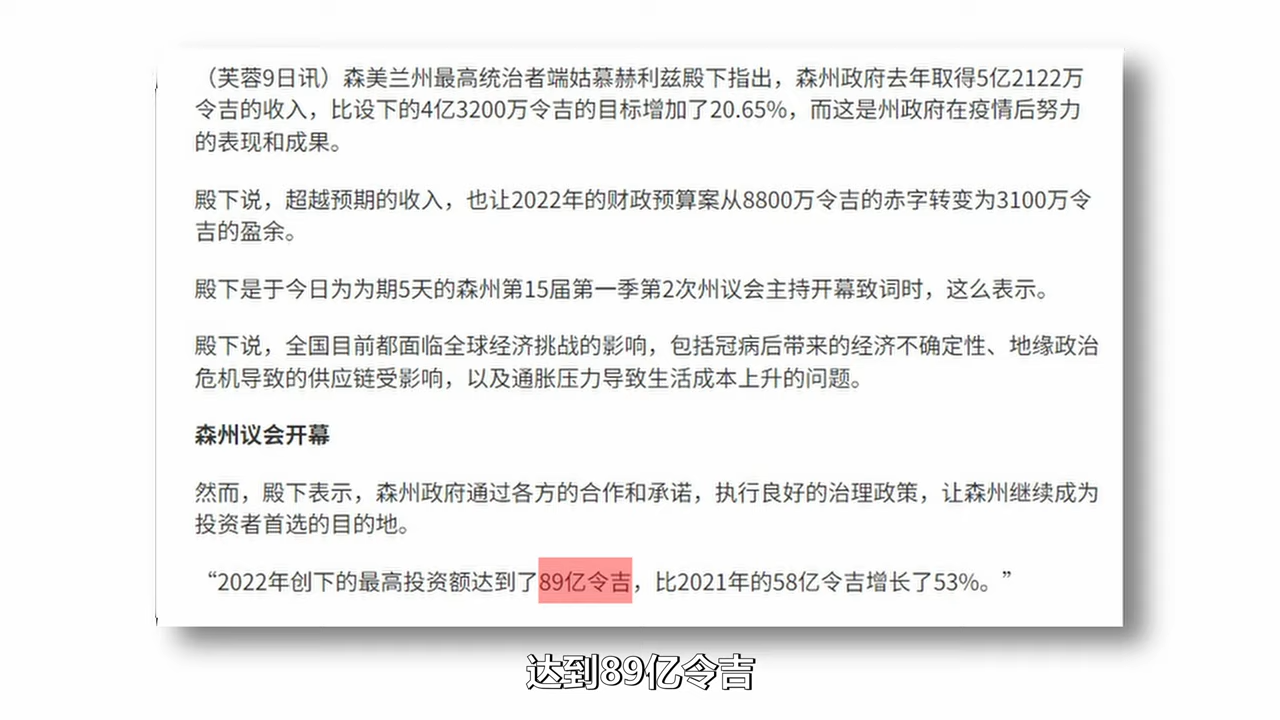 （芙蓉9日讯）森美兰州最高统治者端姑慕赫利兹殿下指出，森州政府去年取得5亿2122万
令吉的收入，比设下的4亿3200万令吉的目标增加了20.65%，而这是州政府在疫情后努力
的表现和成果。
殿下说，超越预期的收入，也让2022年的财政预算案从8800万令吉的赤字转变为3100万令
吉的盈余。
殿下是于今日为为期5天的森州第15届第一季第2次州议会主持开幕致词时，这么表示。
殿下说，全国目前都面临全球经济挑战的影响，包括冠病后带来的经济不确定性、地缘政治
危机导致的供应链受影响，以及通胀压力导致生活成本上升的问题。
森州议会开幕
然而，殿下表示，森州政府通过各方的合作和承诺，执行良好的治理政策，让森州继续成为
投资者首选的目的地。
“2022年创下的最高投资额达到了89亿令吉，比2021年的58亿令吉增长了53%。”
达到89亿令吉